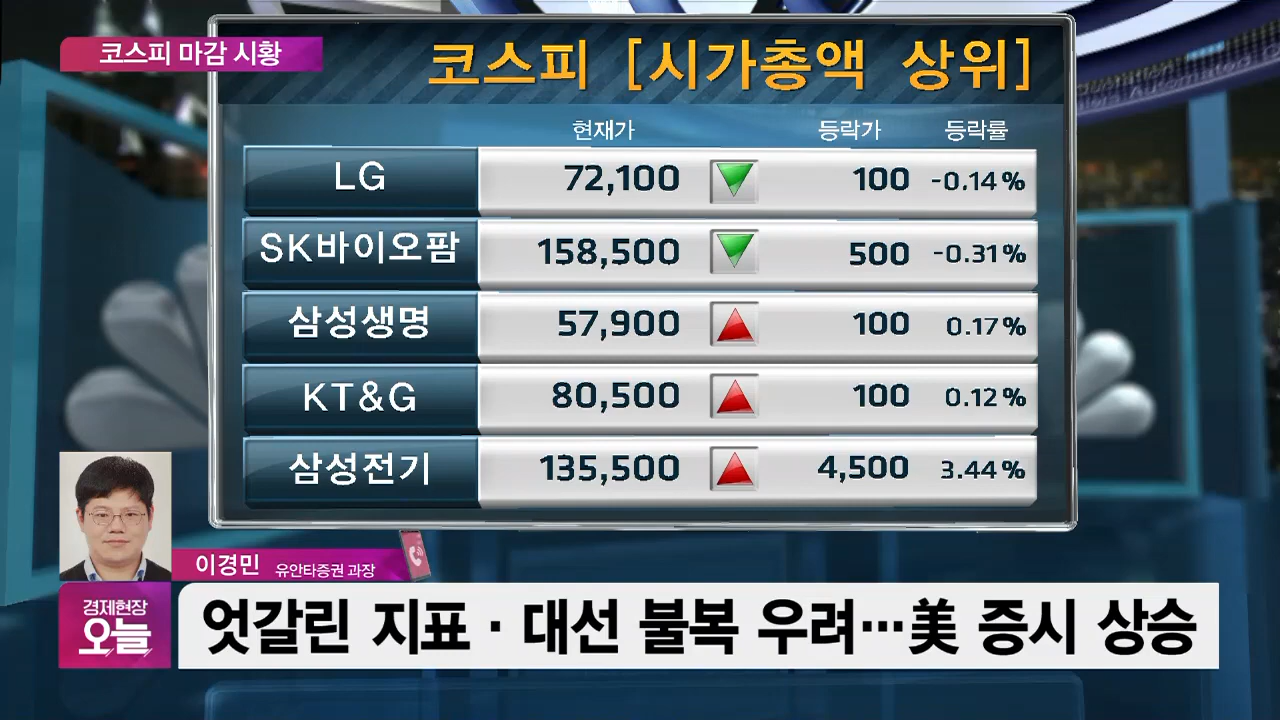 코스피 마감 시황
코스피 [시가총액 상위]
현재가 등락가 등락률
LG 72,100 100 -0.14%
SK바이오팜 158,500 500 -0.31%
삼성생명 57,900 100 0.17%
KT&G 80,500 100 0.12%
삼성전기 135,500 4,500 3.44%
이경민 유안타증권 과장
경제현장
오늘
엇갈린 지표·대선 불복 우려…美 증시 상승